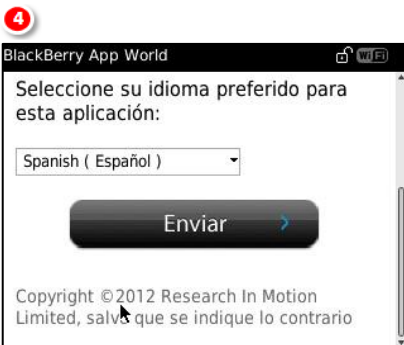 4
BlackBerry App World WiFi
Seleccione su idioma preferido para
esta aplicación:
Spanish ( Español )
Enviar
Copyright ©2012 Research In Motion
Limited, salvo que se indique lo contrario